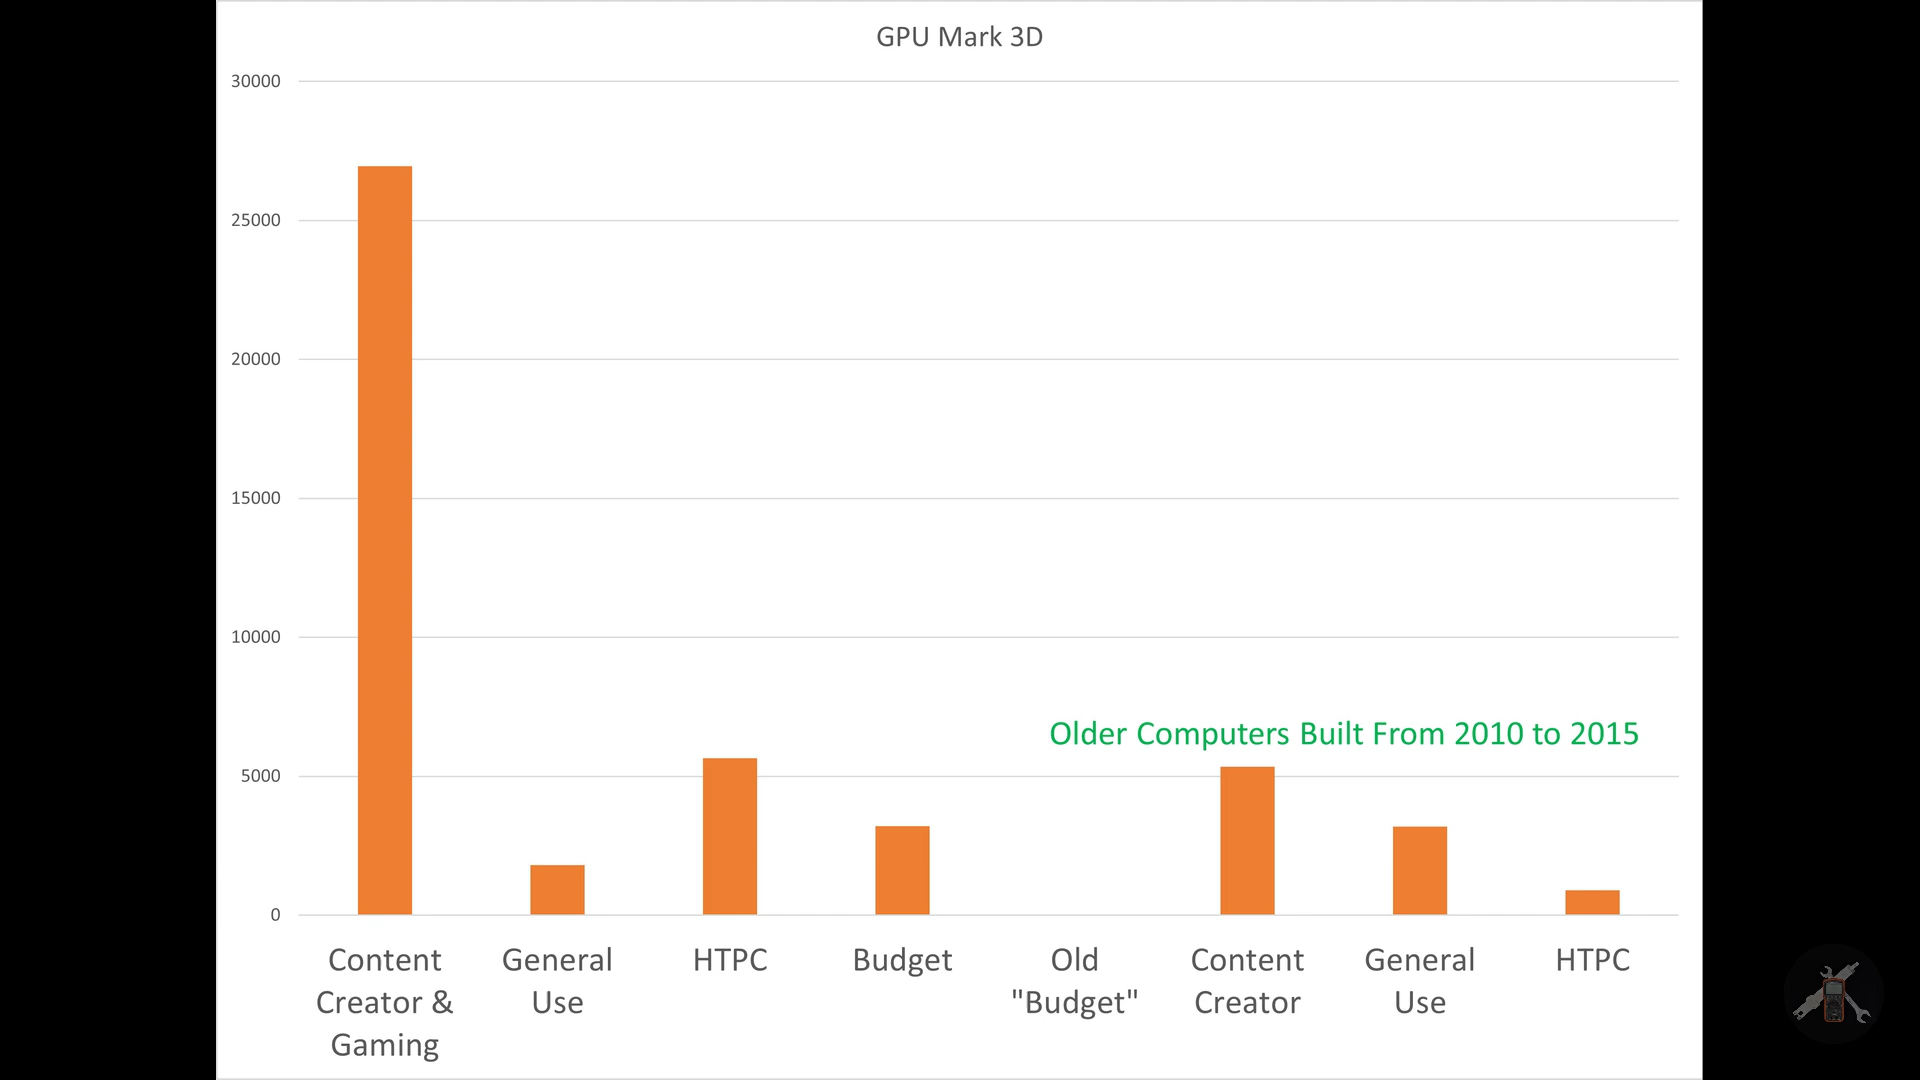 GPU Mark 3D
30000
25000
20000
15000
10000
5000
0
Older Computers Built From 2010 to 2015
Content
Creator &
Gaming
General
Use
HTPC
Budget
Old
"Budget"
Content
Creator
General
Use
HTPC